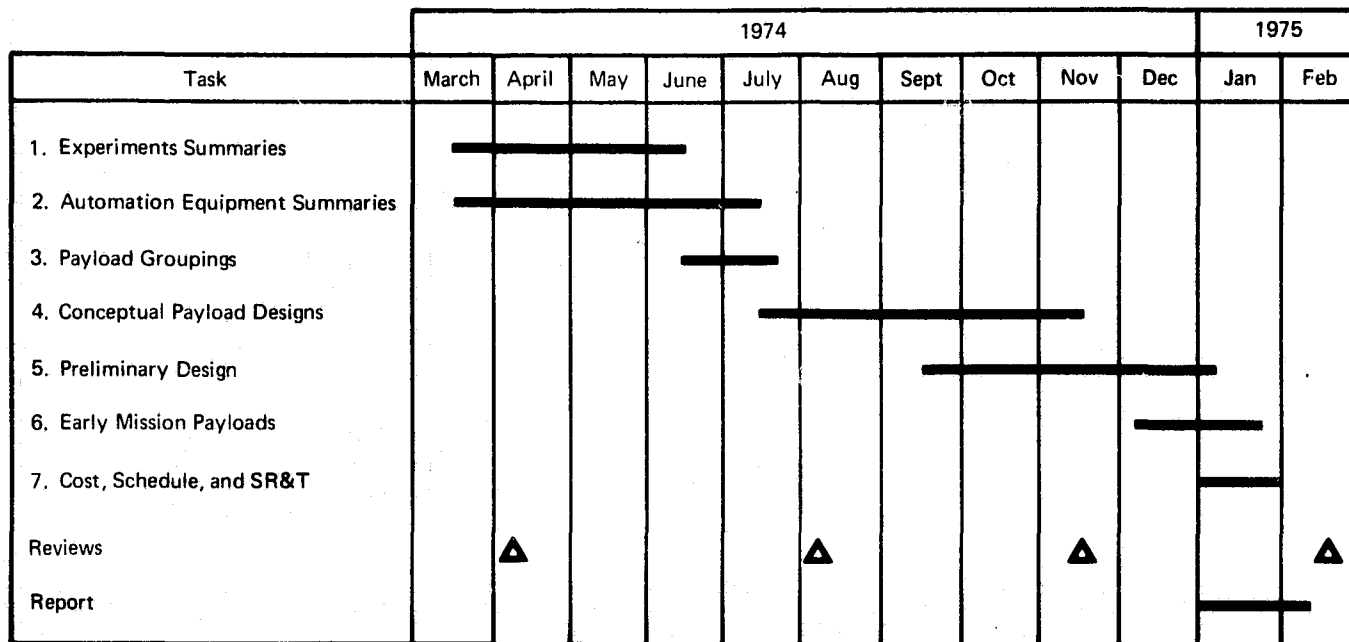 1974 1975
Task March April May June July Aug Sept Oct Nov Dec Jan Feb
1. Experiments Summaries
2. Automation Equipment Summaries
3. Payload Groupings
4. Conceptual Payload Designs
5. Preliminary Design
6. Early Mission Payloads
7. Cost, Schedule, and SR&T
Reviews
Report